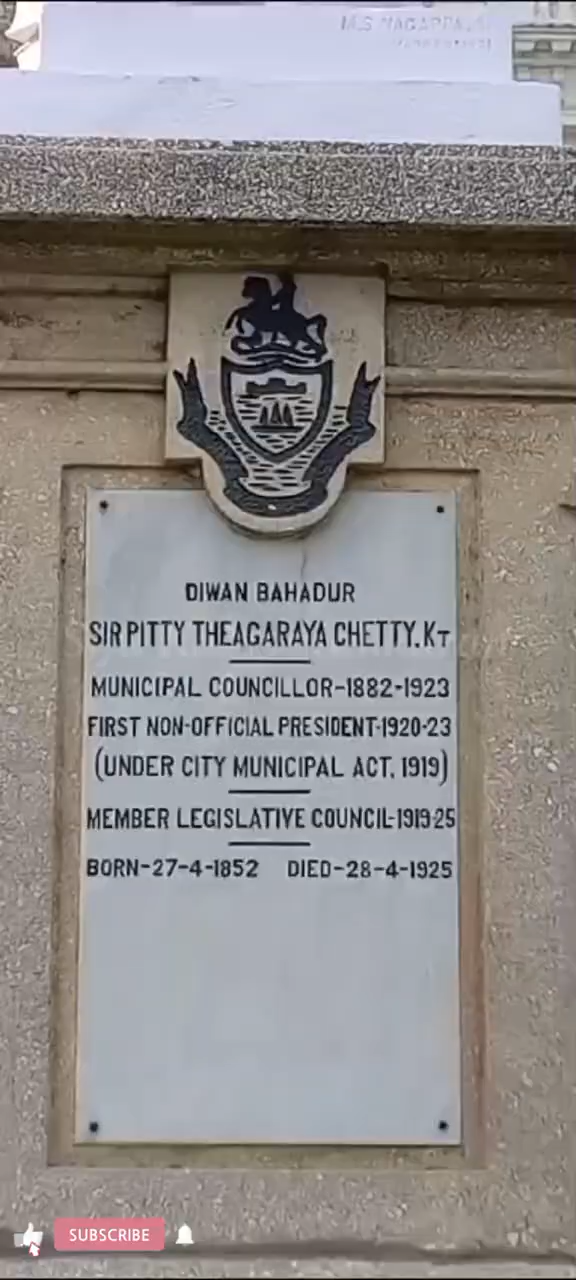 M.S NAGAPPA
DIWAN BAHADUR
SIR PITTY THEAGARAYA CHETTY.KT
MUNICIPAL COUNCILLOR-1882-1923
FIRST NON-OFFICIAL PRESIDENT-1920-23
(UNDER CITY MUNICIPAL ACT, 1919)
MEMBER LEGISLATIVE COUNCIL-1919-25
BORN-27-4-1852 DIED-28-4-1925
SUBSCRIBE